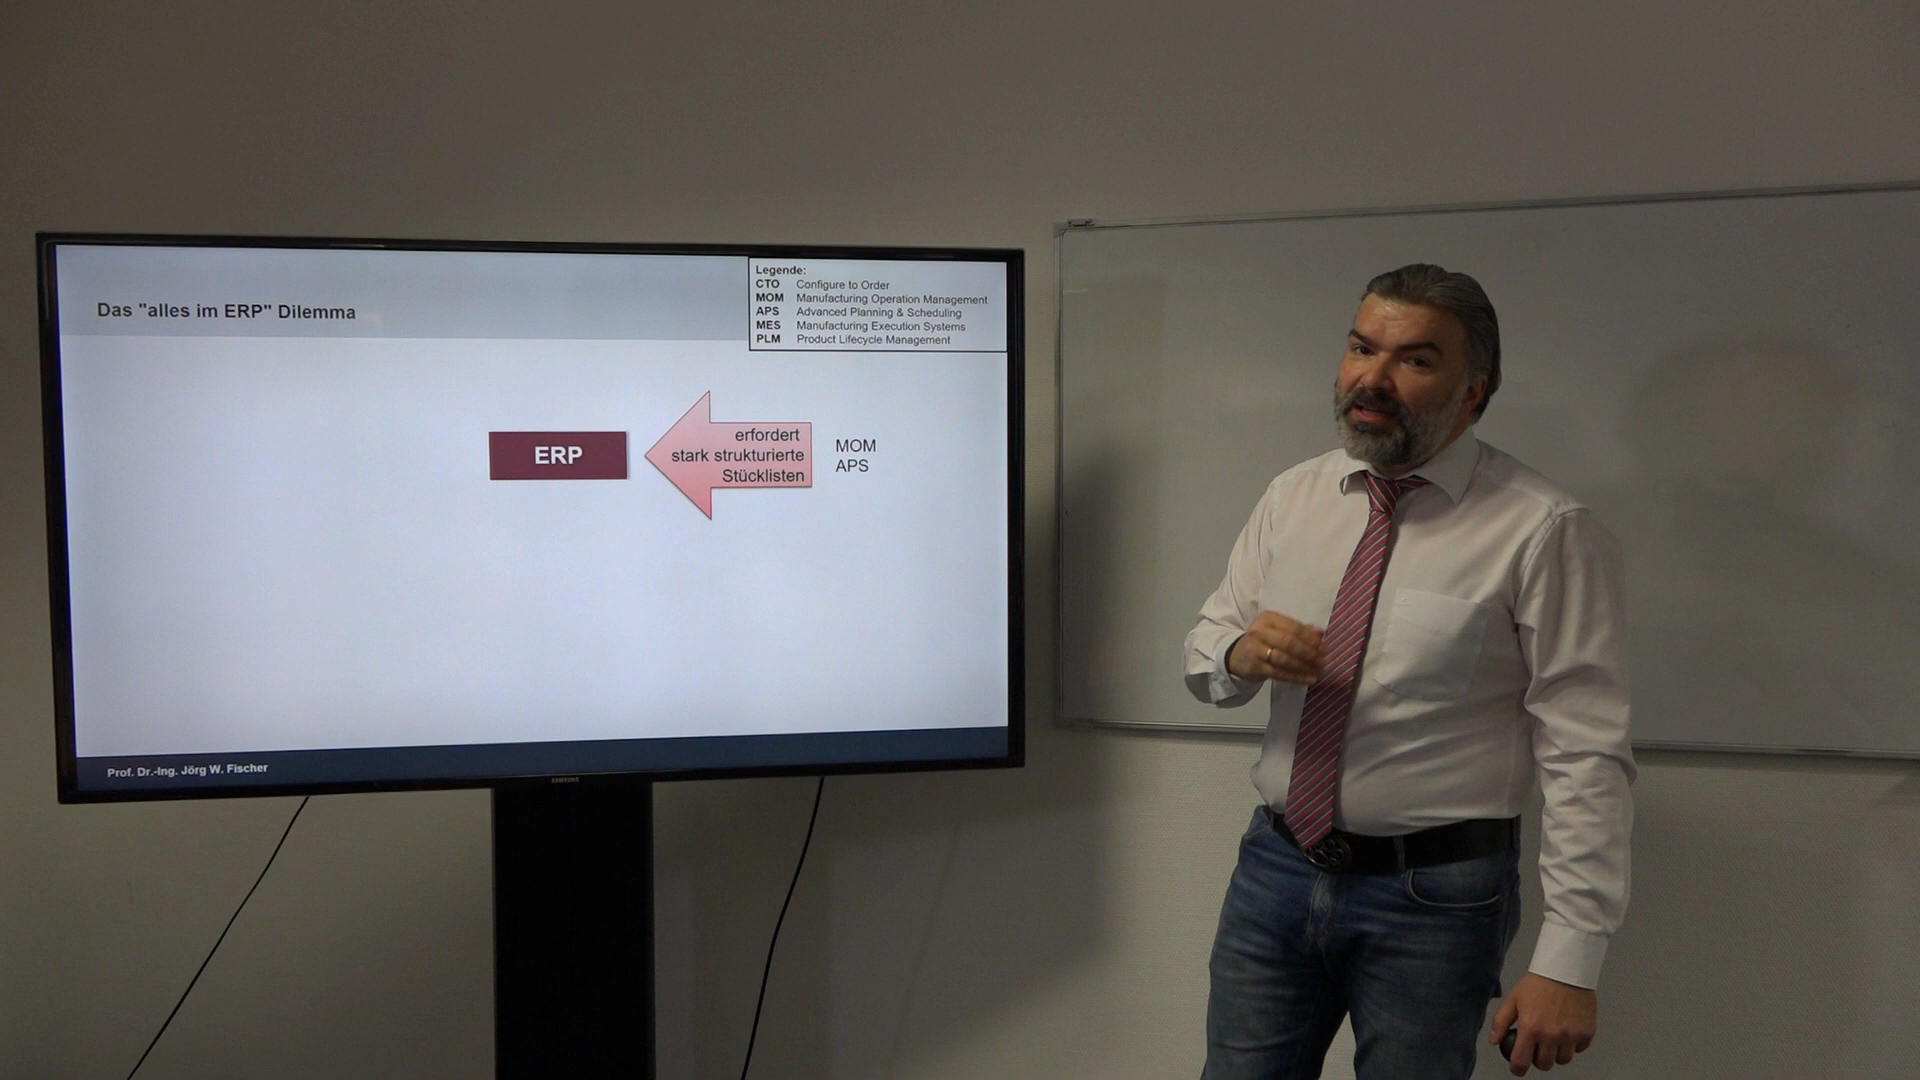 Das "alles im ERP" Dilemma
Legende:
CTO Configure to Order
MOM Manufacturing Operation Management
APS Advanced Planning & Scheduling
MES Manufacturing Execution Systems
PLM Product Lifecycle Management
ERP
erfordert
stark strukturierte
Stücklisten
MOM
APS
Prof. Dr.-Ing. Jörg W. Fischer
SAMSUNG